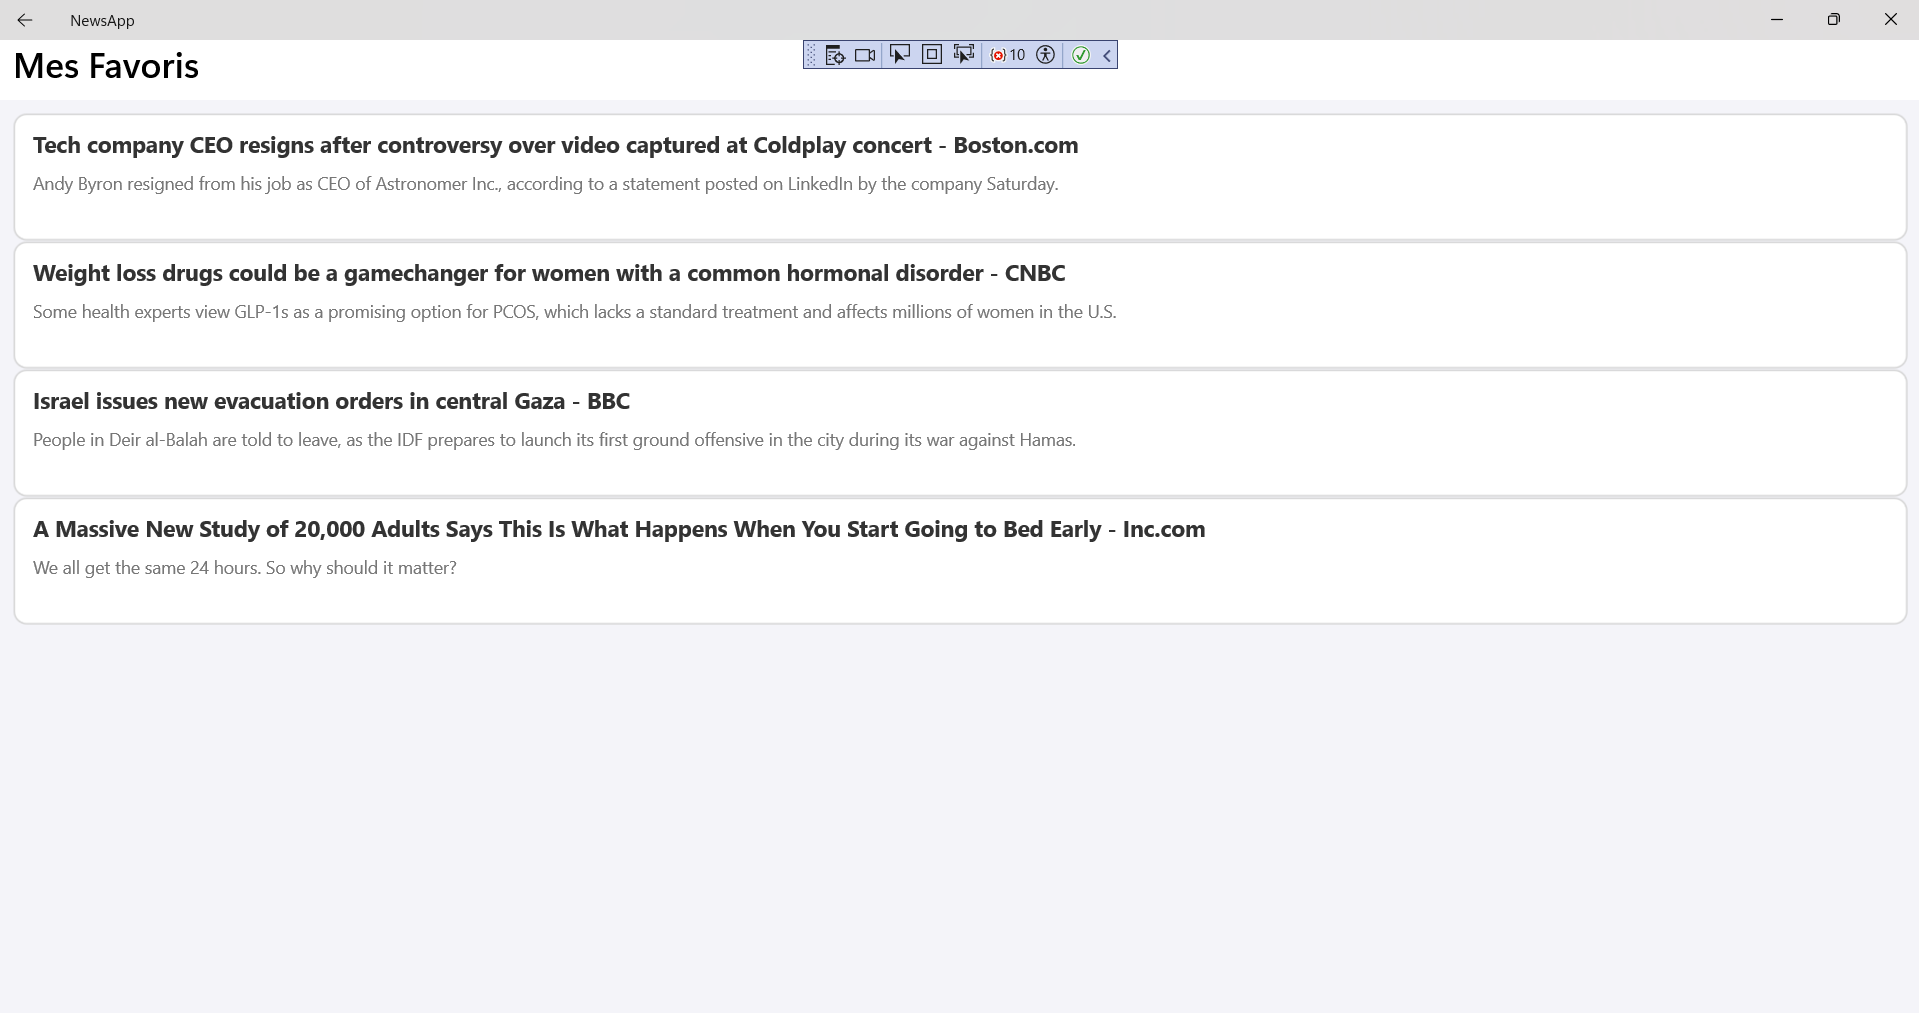 NewsApp
Mes Favoris
10
Tech company CEO resigns after controversy over video captured at Coldplay concert - Boston.com
Andy Byron resigned from his job as CEO of Astronomer Inc., according to a statement posted on LinkedIn by the company Saturday.
Weight loss drugs could be a gamechanger for women with a common hormonal disorder - CNBC
Some health experts view GLP-1s as a promising option for PCOS, which lacks a standard treatment and affects millions of women in the U.S.
Israel issues new evacuation orders in central Gaza - BBC
People in Deir al-Balah are told to leave, as the IDF prepares to launch its first ground offensive in the city during its war against Hamas.
A Massive New Study of 20,000 Adults Says This Is What Happens When You Start Going to Bed Early - Inc.com
We all get the same 24 hours. So why should it matter?